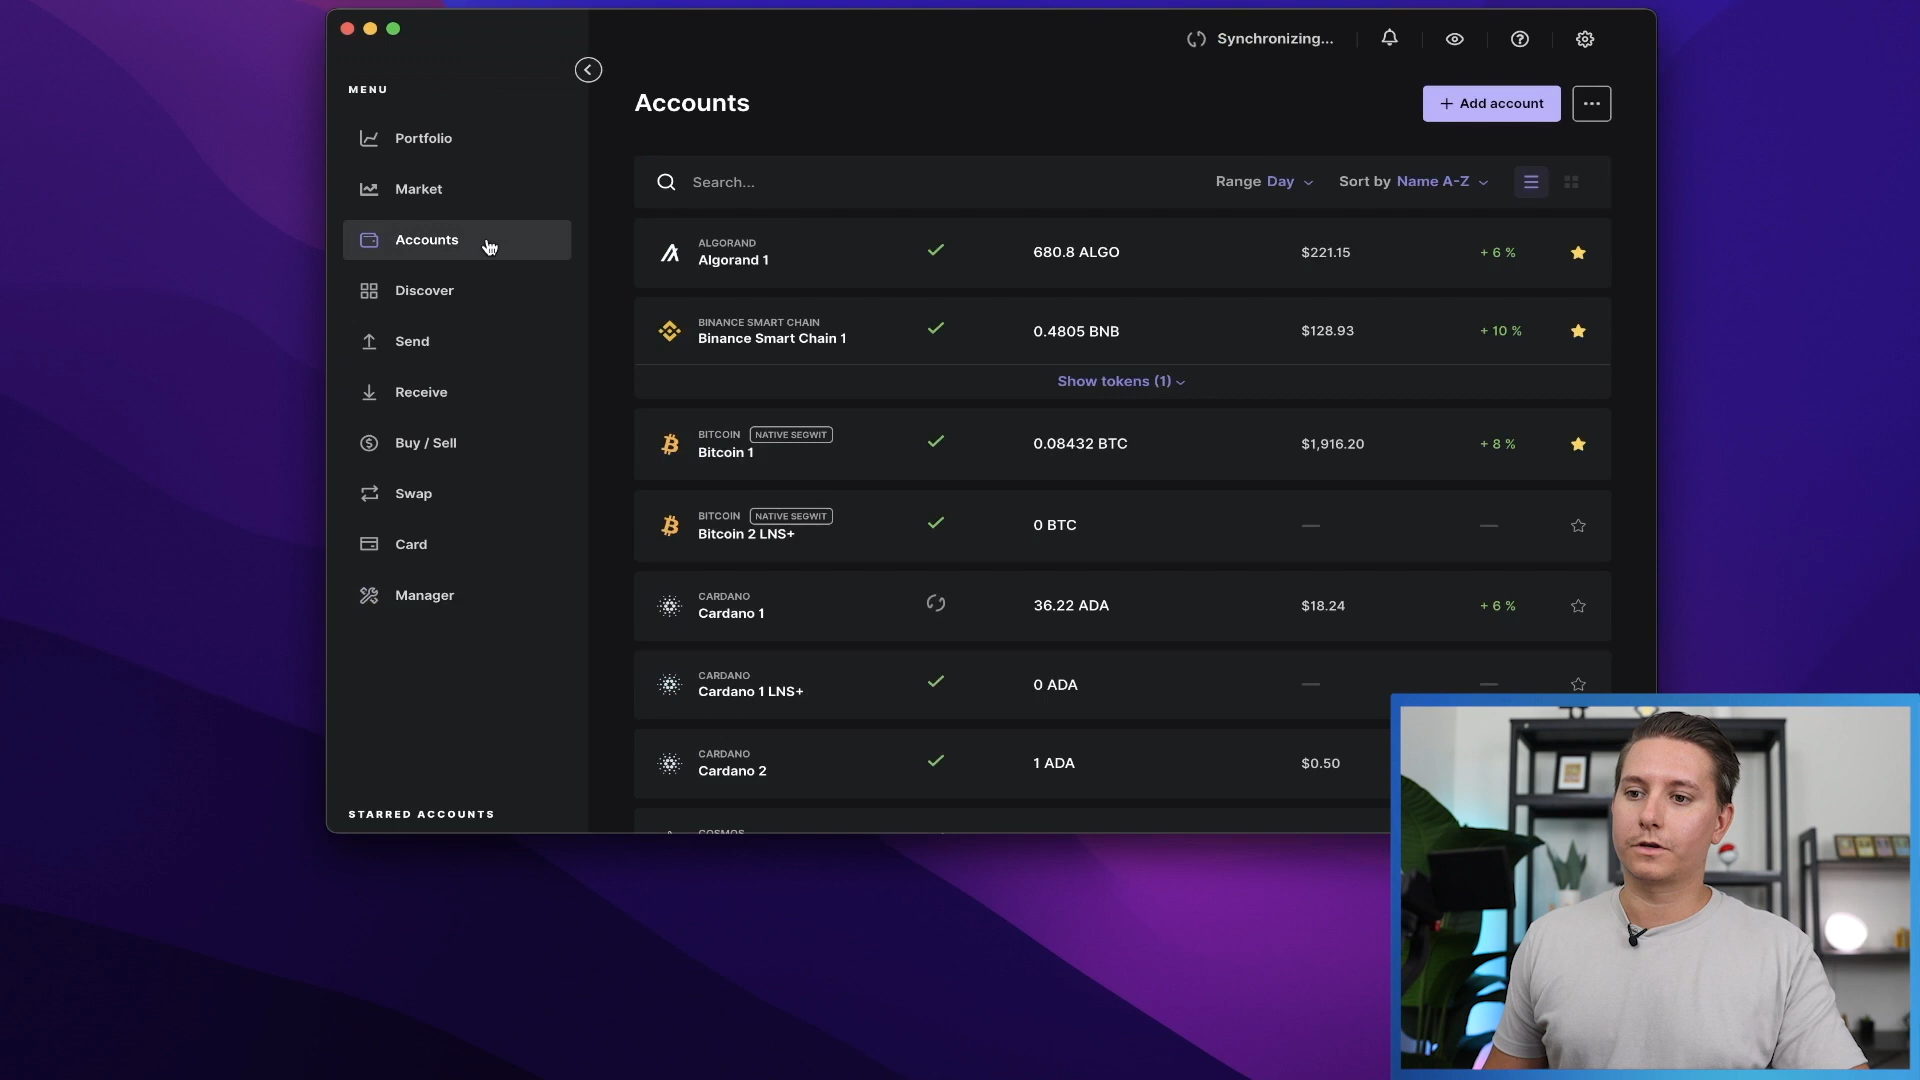 Synchronizing...
MENU
Portfolio
Market
Accounts
Discover
Send
Receive
Buy / Sell
Swap
Card
Manager
STARRED ACCOUNTS
Accounts
+ Add account
Search...
Range Day
Sort by Name A-Z
ALGORAND
Algorand 1
680.8 ALGO
$221.15
+ 6 %
BINANCE SMART CHAIN
Binance Smart Chain 1
0.4805 BNB
$128.93
+ 10 %
Show tokens (1)
BITCOIN NATIVE SEGWIT
Bitcoin 1
0.08432 BTC
$1,916.20
+ 8 %
BITCOIN NATIVE SEGWIT
Bitcoin 2 LNS+
0 BTC
—
—
CARDANO
Cardano 1
36.22 ADA
$18.24
+ 6 %
CARDANO
Cardano 1 LNS+
0 ADA
—
—
CARDANO
Cardano 2
1 ADA
$0.50
COSMOS